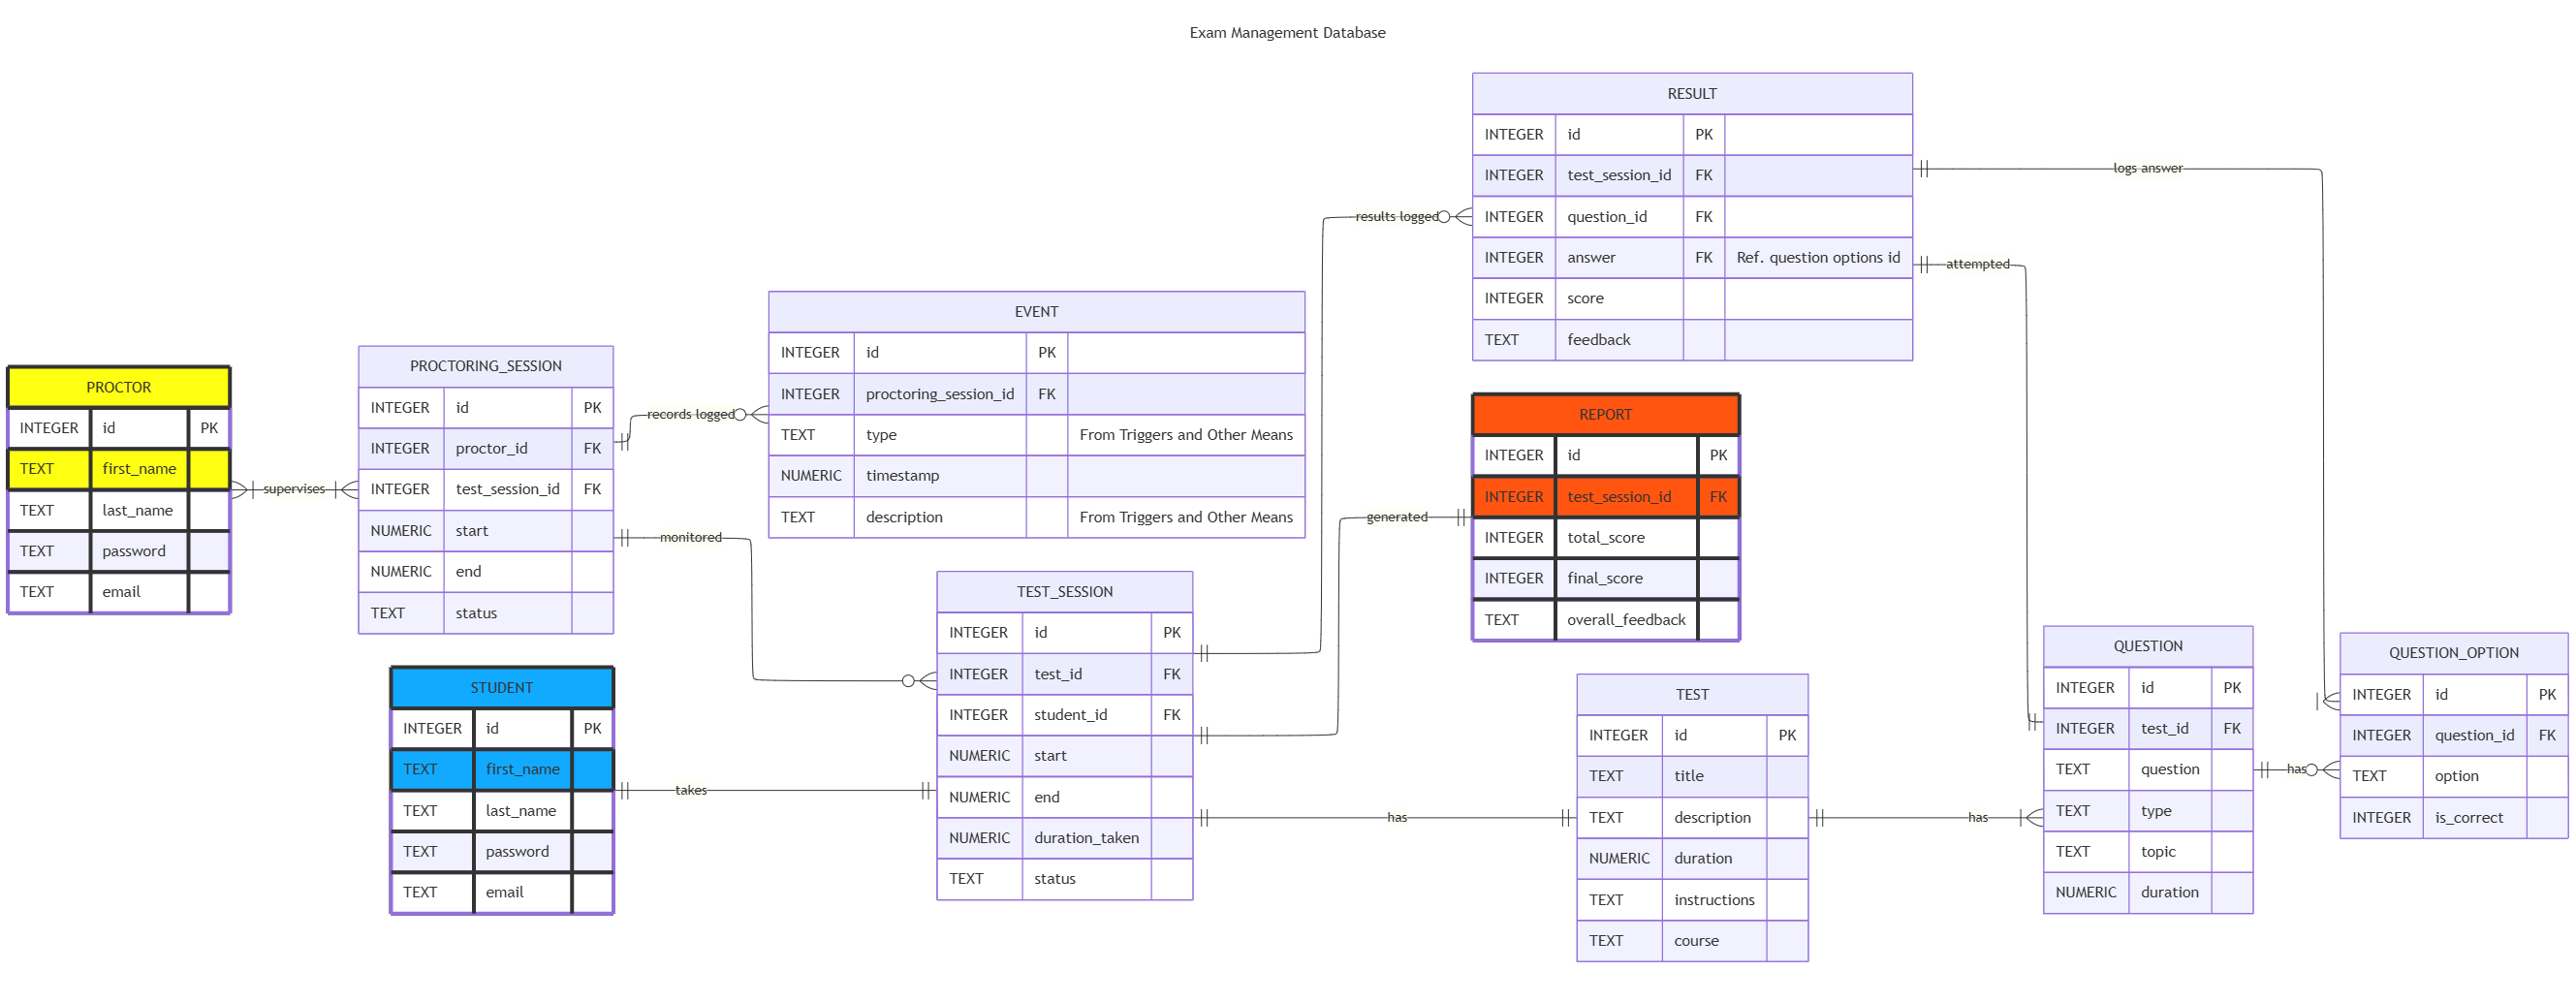 Exam Management Database
RESULT
INTEGER id PK
INTEGER test_session_id FK
INTEGER question_id FK
INTEGER answer FK Ref. question options id
INTEGER score
TEXT feedback
logs answer
results logged
attempted
EVENT
INTEGER id PK
INTEGER proctoring_session_id FK
TEXT type From Triggers and Other Means
NUMERIC timestamp
TEXT description From Triggers and Other Means
PROCTORING_SESSION
INTEGER id PK
INTEGER proctor_id FK
INTEGER test_session_id FK
NUMERIC start
NUMERIC end
TEXT status
records logged
PROCTOR
INTEGER id PK
TEXT first_name
TEXT last_name
TEXT password
TEXT email
supervises
monitored
REPORT
INTEGER id PK
INTEGER test_session_id FK
INTEGER total_score
INTEGER final_score
TEXT overall_feedback
generated
TEST_SESSION
INTEGER id PK
INTEGER test_id FK
INTEGER student_id FK
NUMERIC start
NUMERIC end
NUMERIC duration_taken
TEXT status
STUDENT
INTEGER id PK
TEXT first_name
TEXT last_name
TEXT password
TEXT email
takes
has
TEST
INTEGER id PK
TEXT title
TEXT description
NUMERIC duration
TEXT instructions
TEXT course
has
QUESTION
INTEGER id PK
INTEGER test_id FK
TEXT question
TEXT type
TEXT topic
NUMERIC duration
has
QUESTION_OPTION
INTEGER id PK
INTEGER question_id FK
TEXT option
INTEGER is_correct